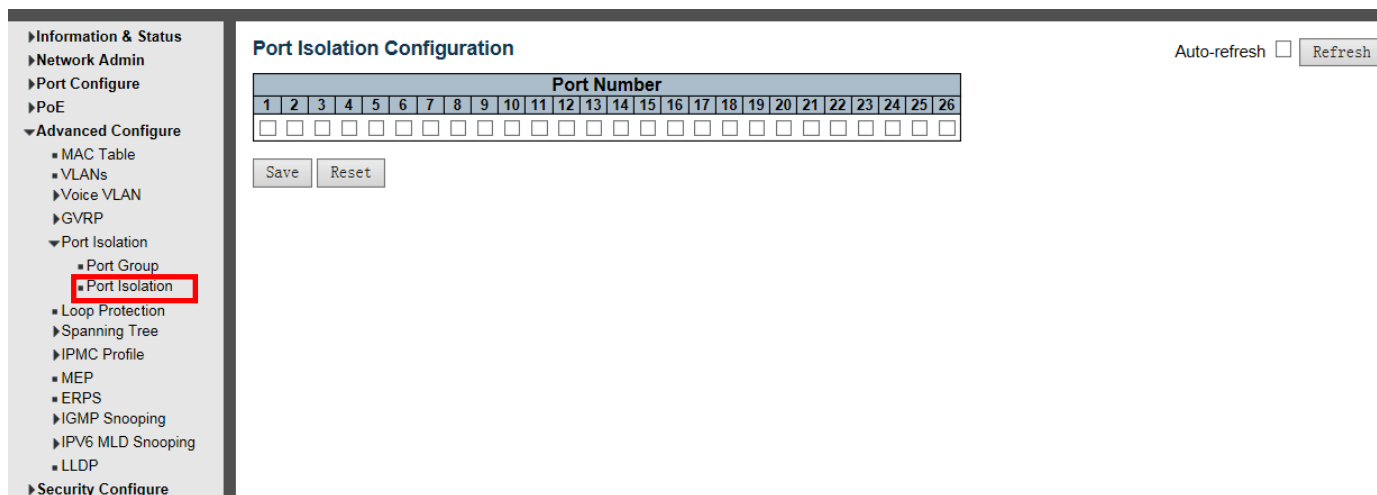 Information & Status
Network Admin
Port Configure
PoE
Advanced Configure
MAC Table
VLANs
Voice VLAN
GVRP
Port Isolation
Port Group
Port Isolation
Loop Protection
Spanning Tree
IPMC Profile
MEP
ERPS
IGMP Snooping
IPV6 MLD Snooping
LLDP
Security Configure
Port Isolation Configuration
Auto-refresh Refresh
Port Number
1 2 3 4 5 6 7 8 9 10 11 12 13 14 15 16 17 18 19 20 21 22 23 24 25 26
Save Reset